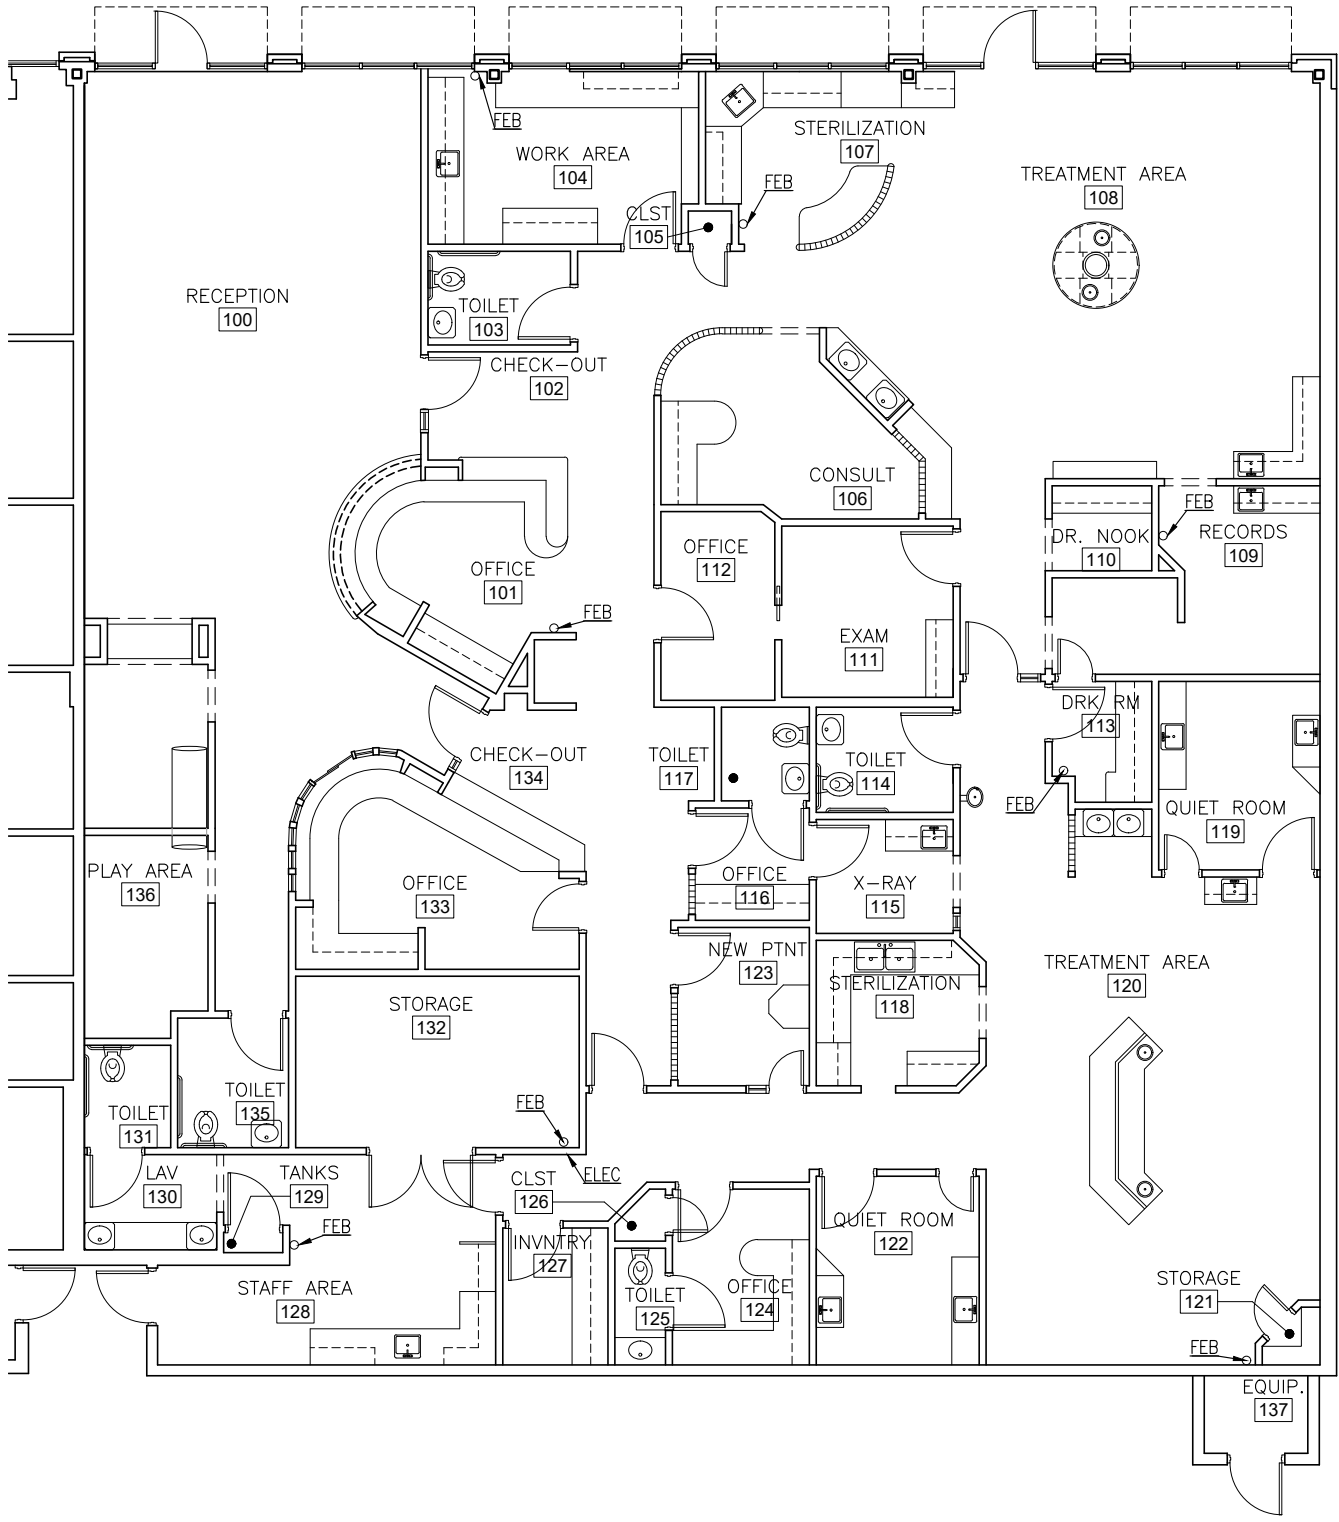 FEB
STERILIZATION
107
WORK AREA
104
TREATMENT AREA
108
FEB
CLST
105
RECEPTION
100
TOILET
103
CHECK-OUT
102
CONSULT
106
FEB
OFFICE
112
DR. NOOK
110
RECORDS
109
OFFICE
101
FEB
EXAM
111
DRK RM
113
CHECK-OUT
134
TOILET
117
TOILET
114
FEB
QUIET ROOM
119
PLAY AREA
136
OFFICE
133
OFFICE
116
X-RAY
115
NEW PTNT
123
TREATMENT AREA
120
STERILIZATION
118
STORAGE
132
TOILET
135
FEB
TOILET
131
ELEC
LAV
130
TANKS
129
CLST
126
FEB
QUIET ROOM
122
INVNTRY
127
STAFF AREA
128
TOILET
125
OFFICE
124
STORAGE
121
FEB
EQUIP.
137